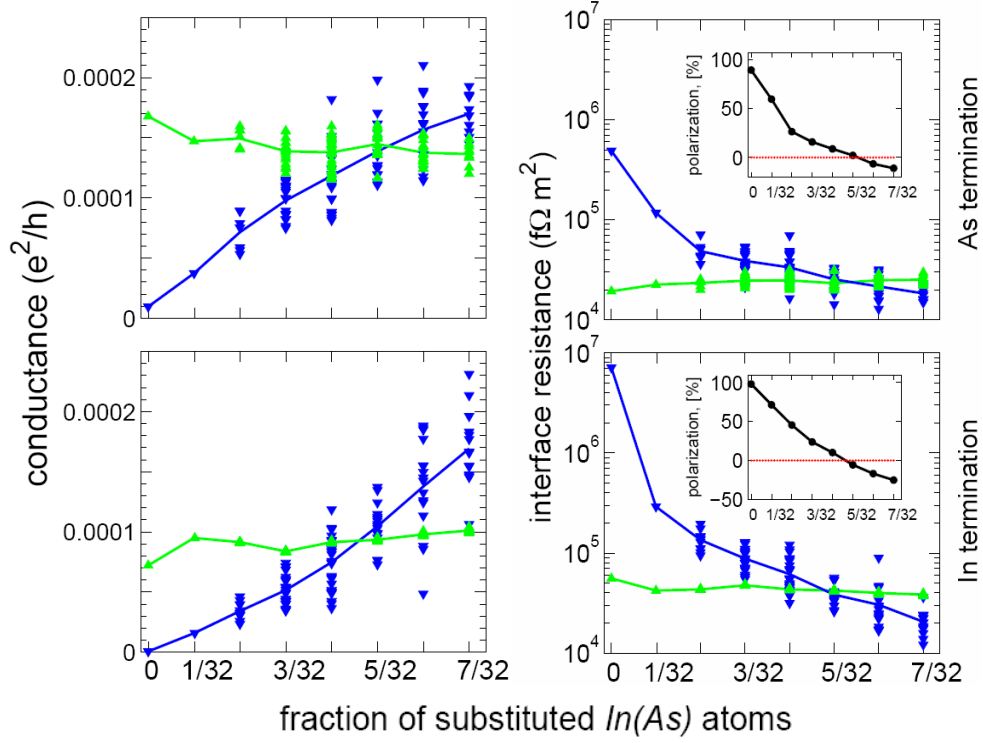 0.0002
0.0001
0
0.0002
0.0001
0
0 1/32 3/32 5/32 7/32
conductance (e²/h)
10⁷
10⁶
10⁵
10⁴
10⁷
10⁶
10⁵
10⁴
0 1/32 3/32 5/32 7/32
interface resistance (fΩ m²)
polarization, [%]
100
50
0
0 1/32 3/32 5/32 7/32
As termination
polarization, [%]
100
50
0
−50
0 1/32 3/32 5/32 7/32
In termination
fraction of substituted In(As) atoms